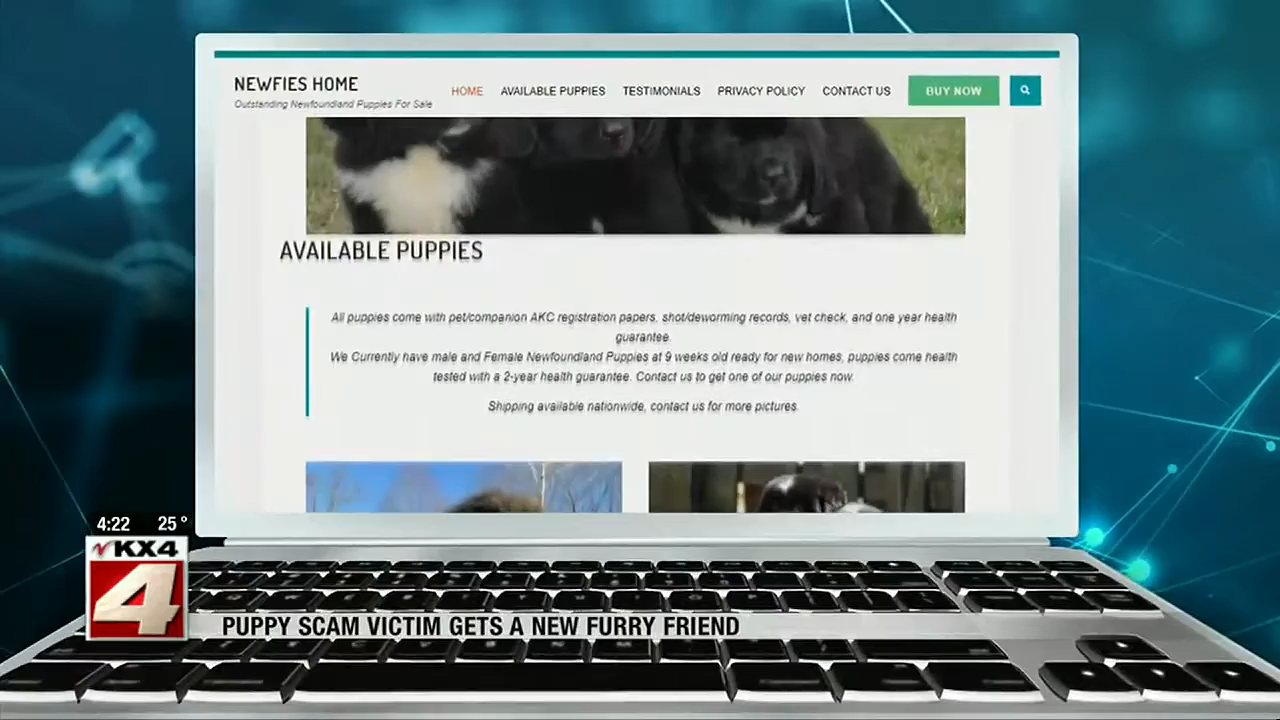 NEWFIES HOME
Outstanding Newfoundland Puppies For Sale
HOME AVAILABLE PUPPIES TESTIMONIALS PRIVACY POLICY CONTACT US BUY NOW
AVAILABLE PUPPIES
All puppies come with pet/companion AKC registration papers, shot/deworming records, vet check, and one year health
guarantee.
We Currently have male and Female Newfoundland Puppies at 9 weeks old ready for new homes, puppies come health
tested with a 2-year health guarantee. Contact us to get one of our puppies now.
Shipping available nationwide, contact us for more pictures.
4:22 25°
KX4
4
PUPPY SCAM VICTIM GETS A NEW FURRY FRIEND